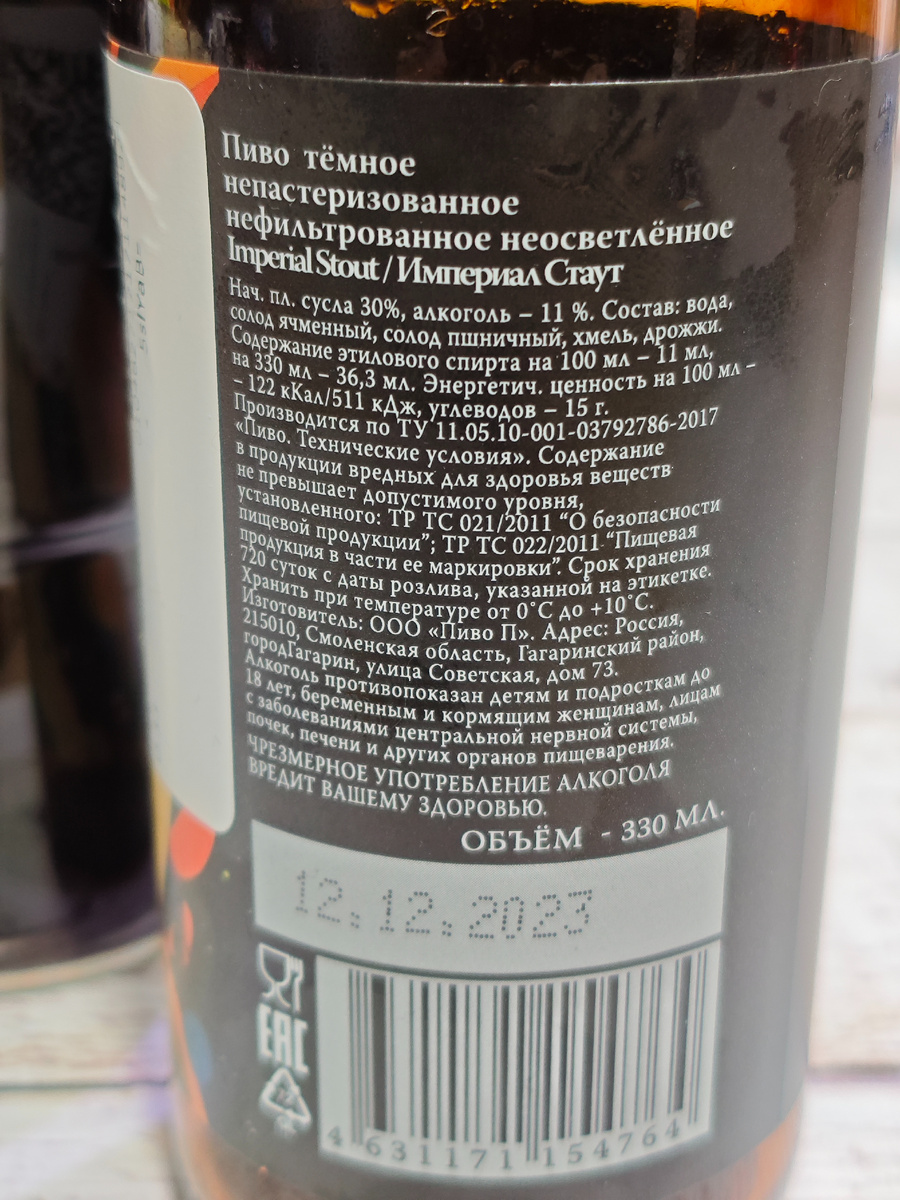 Пиво тёмное
непастеризованное
нефильтрованное неосветлённое
Imperial Stout / Империал Стаут
Нач. пл. сусла 30%, алкоголь – 11 %. Состав: вода,
солод ячменный, солод пшничный, хмель, дрожжи.
Содержание этилового спирта на 100 мл – 11 мл,
на 330 мл – 36,3 мл. Энергетич. ценность на 100 мл –
– 122 кКал/511 кДж, углеводов – 15 г.
Производится по ТУ 11.05.10-001-03792786-2017
«Пиво. Технические условия». Содержание
в продукции вредных для здоровья веществ
не превышает допустимого уровня,
установленного: ТР ТС 021/2011 “О безопасности
пищевой продукции”; ТР ТС 022/2011 “Пищевая
продукция в части ее маркировки”. Срок хранения
720 суток с даты розлива, указанной на этикетке.
Хранить при температуре от 0°С до +10°С.
Изготовитель: ООО «Пиво П». Адрес: Россия,
215010, Смоленская область, Гагаринский район,
городГагарин, улица Советская, дом 73.
Алкоголь противопоказан детям и подросткам до
18 лет, беременным и кормящим женщинам, лицам
с заболеваниями центральной нервной системы,
почек, печени и других органов пищеварения.
ЧРЕЗМЕРНОЕ УПОТРЕБЛЕНИЕ АЛКОГОЛЯ
ВРЕДИТ ВАШЕМУ ЗДОРОВЬЮ.
ОБЪЁМ - 330 МЛ.
12.12.2023
EAC
4 631171 154764